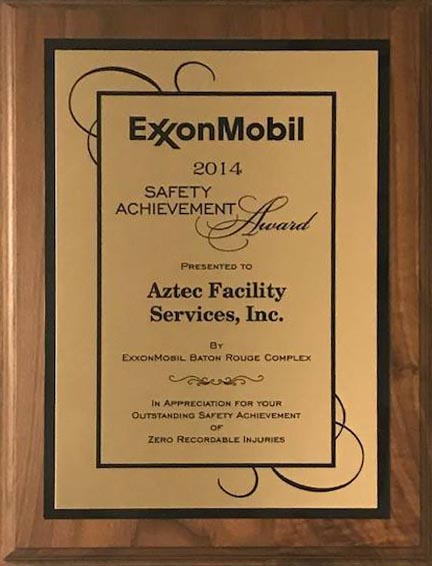 ExxonMobil
2014
SAFETY
ACHIEVEMENT Award
PRESENTED TO
Aztec Facility
Services, Inc.
BY
EXXONMOBIL BATON ROUGE COMPLEX
IN APPRECIATION FOR YOUR
OUTSTANDING SAFETY ACHIEVEMENT
OF
ZERO RECORDABLE INJURIES